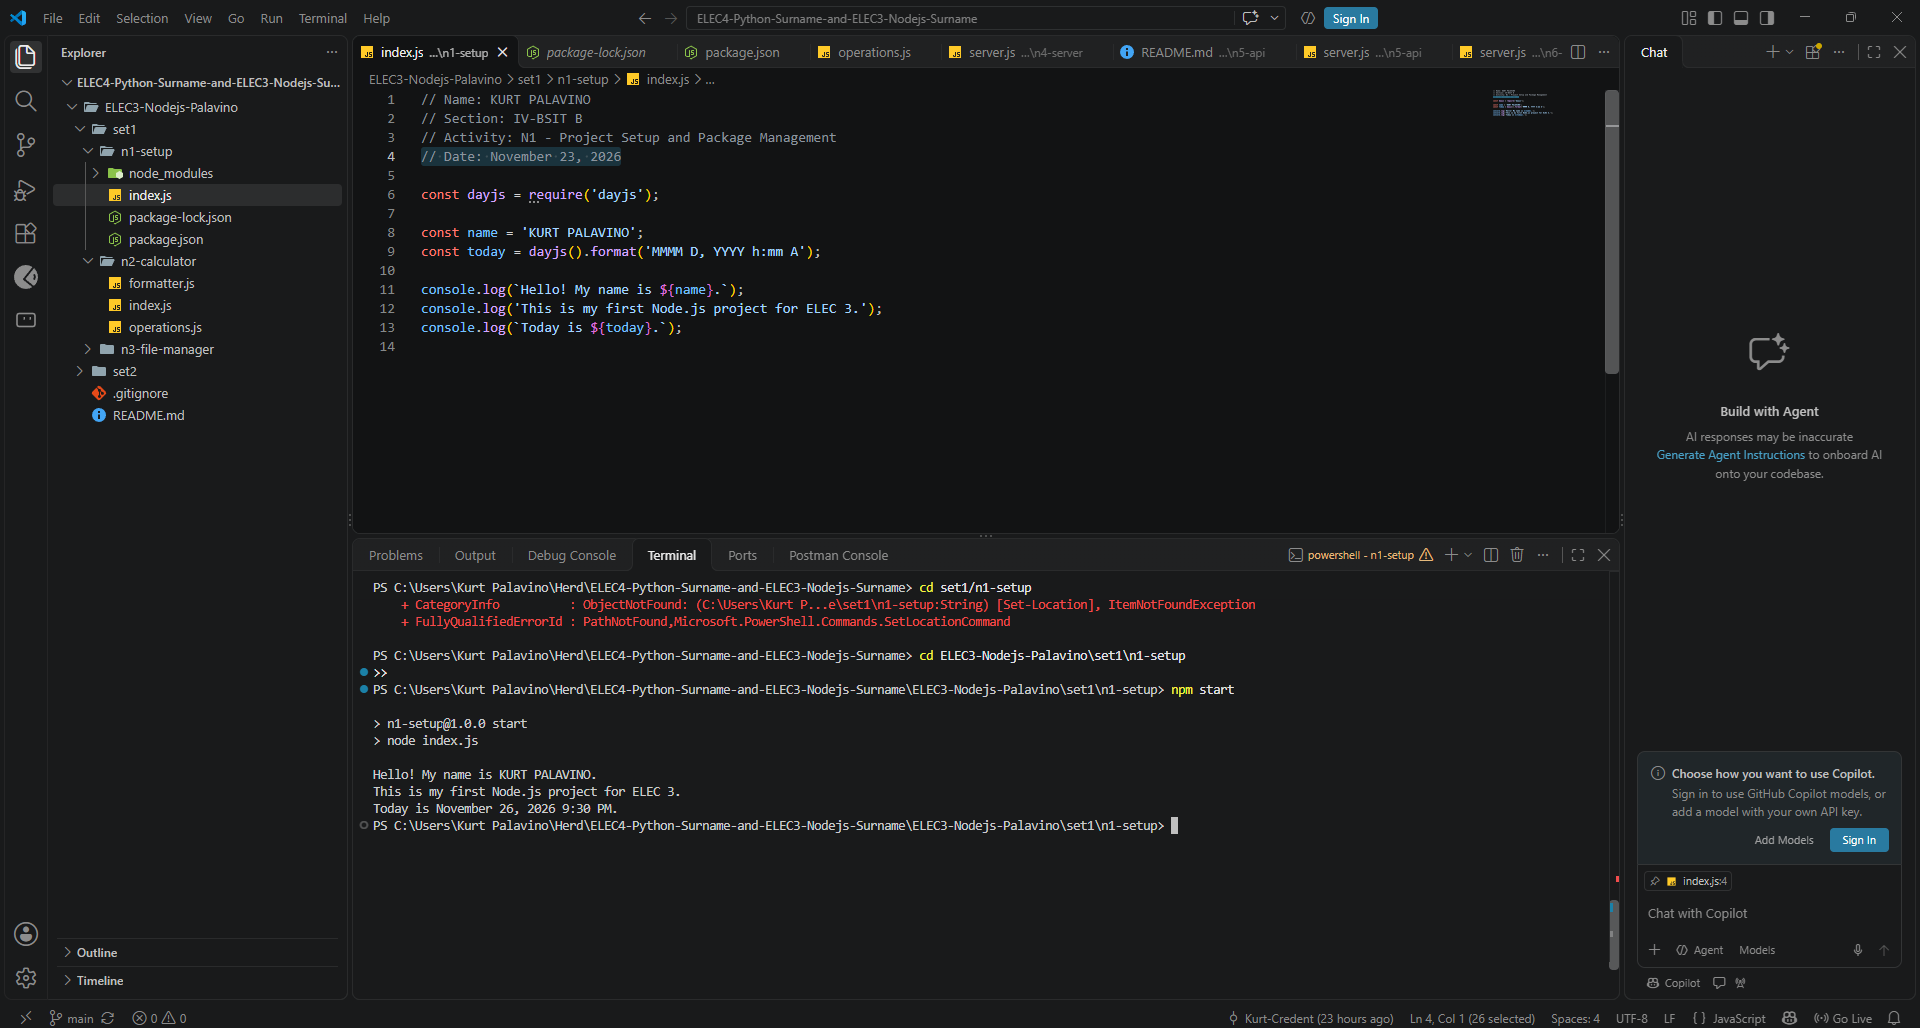 File Edit Selection View Go Run Terminal Help
ELEC4-Python-Surname-and-ELEC3-Nodejs-Surname
Sign In
Explorer
ELEC4-Python-Surname-and-ELEC3-Nodejs-Su...
ELEC3-Nodejs-Palavino
set1
n1-setup
node_modules
index.js
package-lock.json
package.json
n2-calculator
formatter.js
index.js
operations.js
n3-file-manager
set2
.gitignore
README.md
Outline
Timeline
index.js ...\n1-setup package-lock.json package.json operations.js server.js ...\n4-server README.md ...\n5-api server.js ...\n5-api server.js ...\n6-
ELEC3-Nodejs-Palavino > set1 > n1-setup > index.js > ...
1 // Name: KURT PALAVINO
2 // Section: IV-BSIT B
3 // Activity: N1 - Project Setup and Package Management
4 // Date: November 23, 2026
5
6 const dayjs = require('dayjs');
7
8 const name = 'KURT PALAVINO';
9 const today = dayjs().format('MMMM D, YYYY h:mm A');
10
11 console.log(`Hello! My name is ${name}.`);
12 console.log('This is my first Node.js project for ELEC 3.');
13 console.log(`Today is ${today}.`);
14
Problems Output Debug Console Terminal Ports Postman Console
powershell - n1-setup
PS C:\Users\Kurt Palavino\Herd\ELEC4-Python-Surname-and-ELEC3-Nodejs-Surname> cd set1/n1-setup
+ CategoryInfo : ObjectNotFound: (C:\Users\Kurt P...e\set1\n1-setup:String) [Set-Location], ItemNotFoundException
+ FullyQualifiedErrorId : PathNotFound,Microsoft.PowerShell.Commands.SetLocationCommand
PS C:\Users\Kurt Palavino\Herd\ELEC4-Python-Surname-and-ELEC3-Nodejs-Surname> cd ELEC3-Nodejs-Palavino\set1\n1-setup
>>
PS C:\Users\Kurt Palavino\Herd\ELEC4-Python-Surname-and-ELEC3-Nodejs-Surname\ELEC3-Nodejs-Palavino\set1\n1-setup> npm start
> n1-setup@1.0.0 start
> node index.js
Hello! My name is KURT PALAVINO.
This is my first Node.js project for ELEC 3.
Today is November 26, 2026 9:30 PM.
PS C:\Users\Kurt Palavino\Herd\ELEC4-Python-Surname-and-ELEC3-Nodejs-Surname\ELEC3-Nodejs-Palavino\set1\n1-setup>
Chat
Build with Agent
AI responses may be inaccurate
Generate Agent Instructions to onboard AI
onto your codebase.
Choose how you want to use Copilot.
Sign in to use GitHub Copilot models, or
add a model with your own API key.
Add Models Sign In
index.js:4
Chat with Copilot
Agent Models
Copilot
main 0 0
Kurt-Credent (23 hours ago) Ln 4, Col 1 (26 selected) Spaces: 4 UTF-8 LF { } JavaScript Go Live